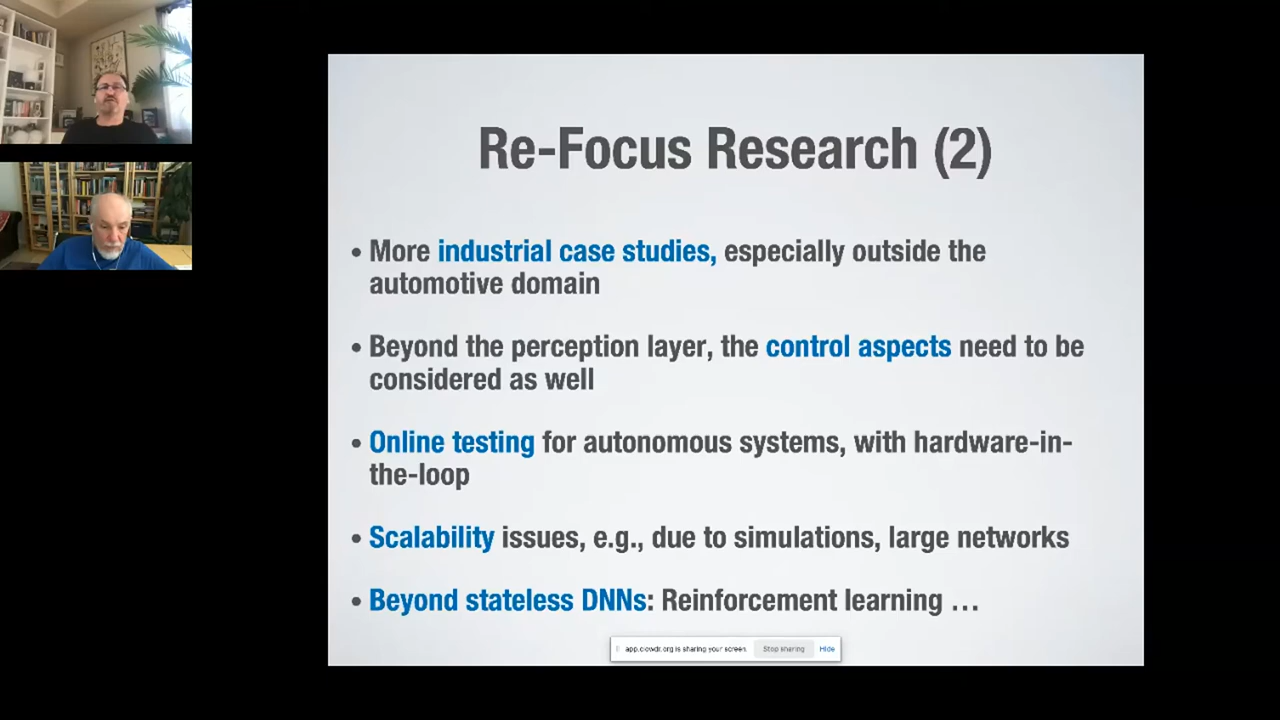 Re-Focus Research (2)
• More industrial case studies, especially outside the
automotive domain
• Beyond the perception layer, the control aspects need to be
considered as well
• Online testing for autonomous systems, with hardware-in-
the-loop
• Scalability issues, e.g., due to simulations, large networks
• Beyond stateless DNNs: Reinforcement learning …
app.clowdr.org is sharing your screen. Stop sharing Hide